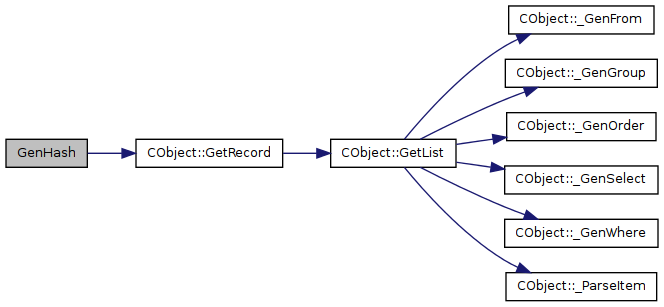 GenHash
CObject::GetRecord
CObject::GetList
CObject::_GenFrom
CObject::_GenGroup
CObject::_GenOrder
CObject::_GenSelect
CObject::_GenWhere
CObject::_ParseItem